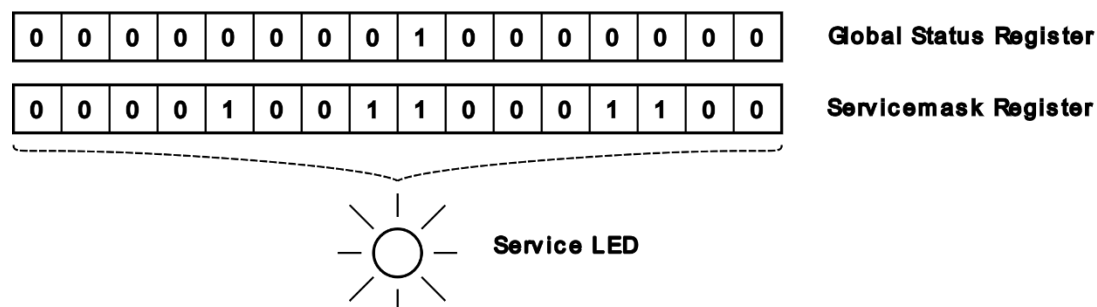 0 0 0 0 0 0 0 0 1 0 0 0 0 0 0 0 Global Status Register
0 0 0 0 1 0 0 1 1 0 0 0 1 1 0 0 Servicemask Register
Service LED